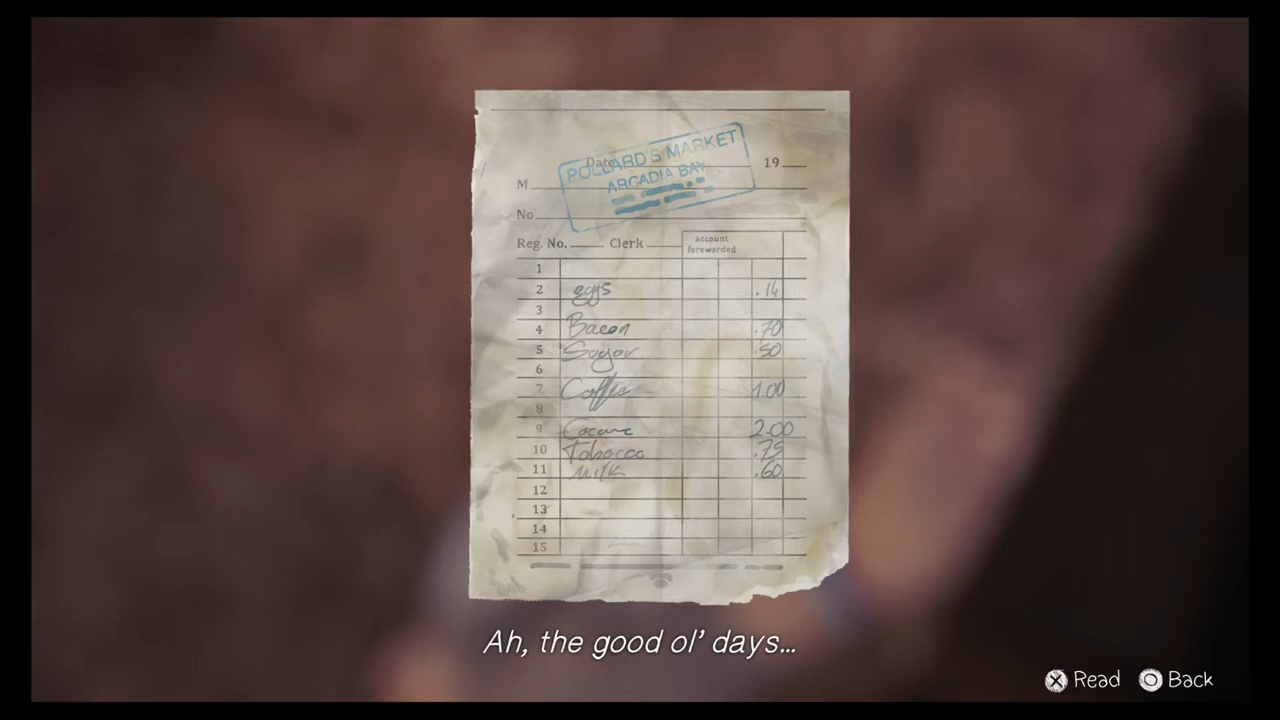 POLLARD'S MARKET
ARCADIA BAY
Date 19
M
No
Reg. No. Clerk account forewarded
1
2 eggs .14
3
4 Bacon .70
5 Sugar .50
6
7 Coffee 1.00
8
9 2.00
10 Tobacco .75
11 Milk .60
12
13
14
15
Ah, the good ol' days...
Read Back